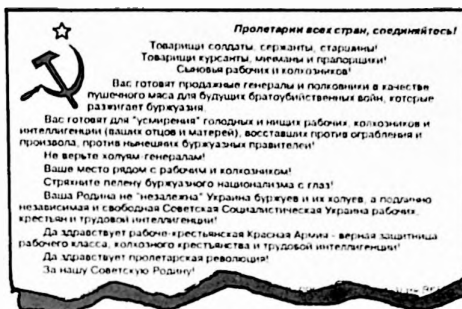 Пролетарии всех стран, соединяйтесь!
Товарищи солдаты, сержанты, старшины!
Товарищи курсанты, мичманы и прапорщики!
Сыновья рабочих и колхозников!
Вас готовят продажные генералы и полковники в качестве
пушечного мяса для будущих братоубийственных войн, которые
разжигает буржуазия.
Вас готовят для "усмирения" голодных и нищих рабочих, колхозников и
интеллигенции (ваших отцов и матерей), восставших против ограбления и
произвола, против нынешних буржуазных правителей!
Не верьте холуям-генералам!
Ваше место рядом с рабочим и колхозником!
Стряхните пелену буржуазного национализма с глаз!
Ваша Родина не "незалежна" Украина буржуев и их холуев, а подлинно
независимая и свободная Советская Социалистическая Украина рабочих,
крестьян и трудовой интеллигенции!
Да здравствует рабоче-крестьянская Красная Армия - верная защитница
рабочего класса, колхозного крестьянства и трудовой интеллигенции!
Да здравствует пролетарская революция!
За нашу Советскую Родину!